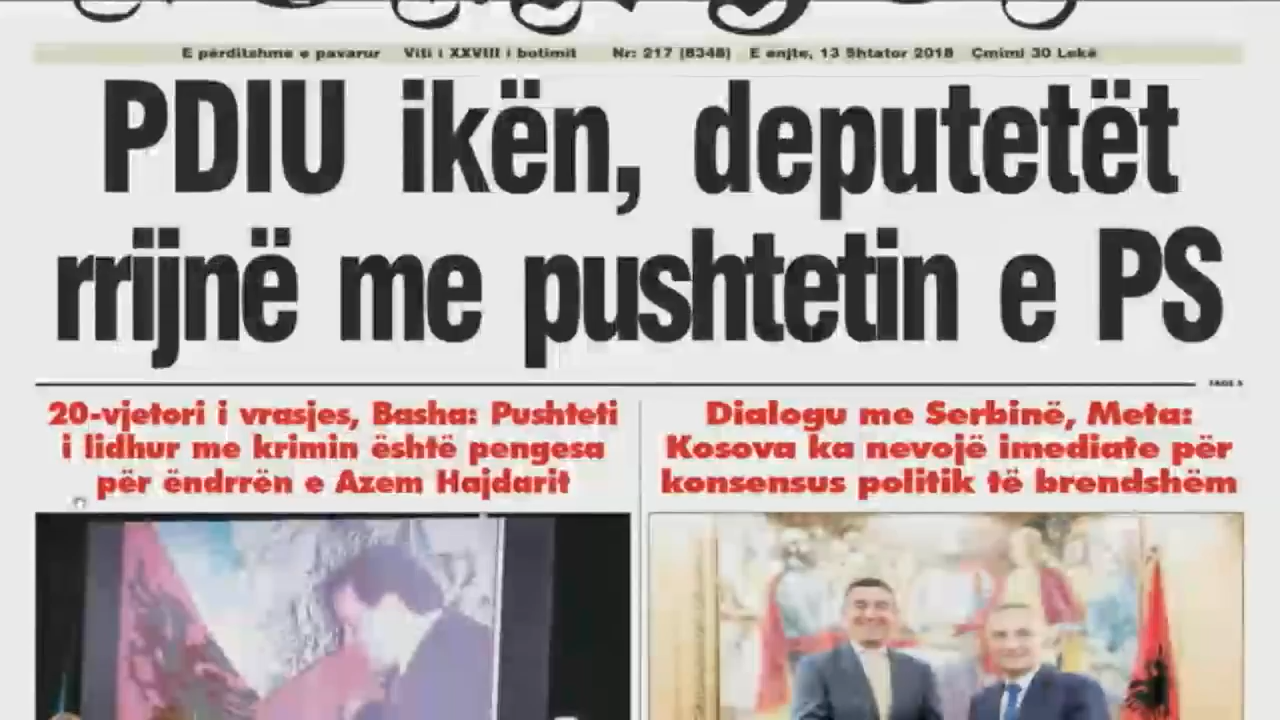 E përditshme e pavarur Viti i XXVIII i botimit Nr: 217 (8348) E enjte, 13 Shtator 2018 Çmimi 30 Lekë
PDIU ikën, deputetët
rrijnë me pushtetin e PS
20-vjetori i vrasjes, Basha: Pushteti
i lidhur me krimin është pengesa
për ëndrrën e Azem Hajdarit
Dialogu me Serbinë, Meta:
Kosova ka nevojë imediate për
konsensus politik të brendshëm